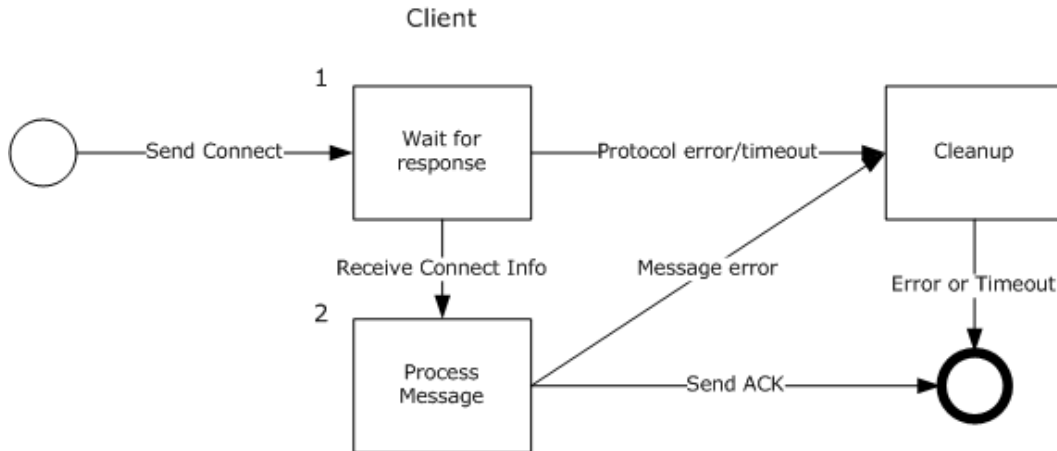 Client
1
Send Connect
Wait for
response
Protocol error/timeout
Cleanup
Receive Connect Info
Message error
Error or Timeout
2
Process
Message
Send ACK